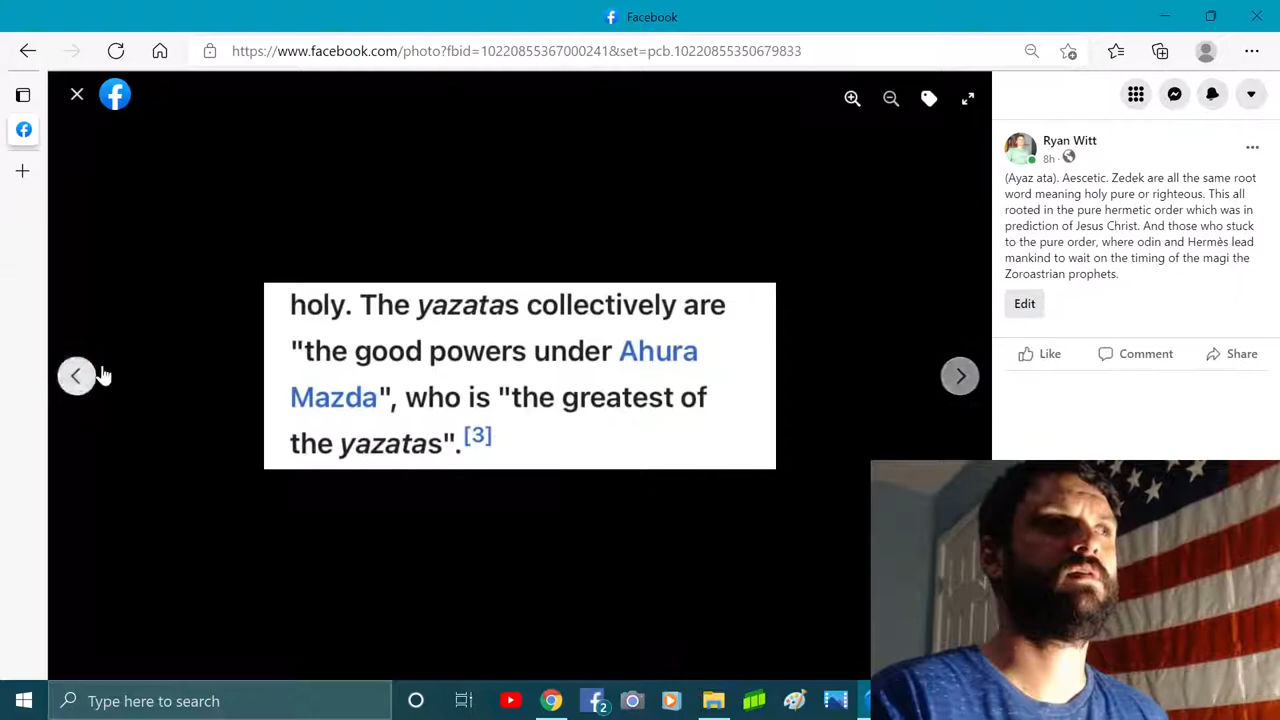 Facebook
https://www.facebook.com/photo?fbid=10220855367000241&set=pcb.10220855350679833
Ryan Witt
8h ·
(Ayaz ata). Aescetic. Zedek are all the same root
word meaning holy pure or righteous. This all
rooted in the pure hermetic order which was in
prediction of Jesus Christ. And those who stuck
to the pure order, where odin and Hermès lead
mankind to wait on the timing of the magi the
Zoroastrian prophets.
Edit
Like
Comment
Share
holy. The yazatas collectively are
"the good powers under Ahura
Mazda", who is "the greatest of
the yazatas".[3]
Type here to search
2